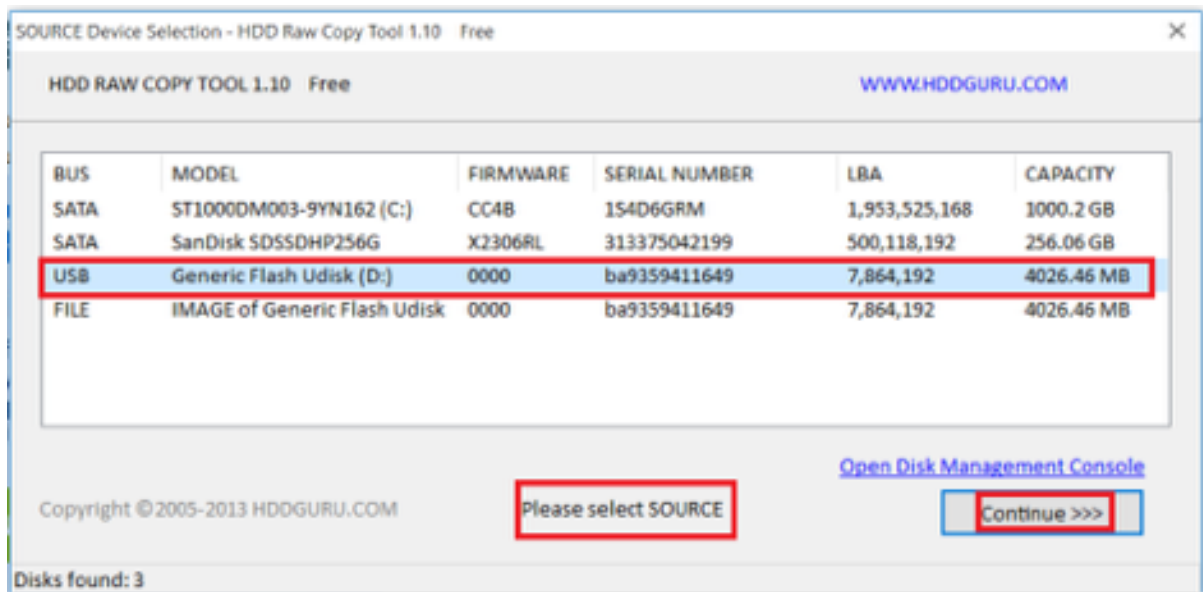 SOURCE Device Selection - HDD Raw Copy Tool 1.10 Free
HDD RAW COPY TOOL 1.10 Free WWW.HDDGURU.COM
BUS MODEL FIRMWARE SERIAL NUMBER LBA CAPACITY
SATA ST1000DM003-9YN162 (C:) CC4B 1S4D6GRM 1,953,525,168 1000.2 GB
SATA SanDisk SDSSDHP256G X2306RL 313375042199 500,118,192 256.06 GB
USB Generic Flash Udisk (D:) 0000 ba9359411649 7,864,192 4026.46 MB
FILE IMAGE of Generic Flash Udisk 0000 ba9359411649 7,864,192 4026.46 MB
Open Disk Management Console
Copyright ©2005-2013 HDDGURU.COM Please select SOURCE Continue >>>
Disks found: 3